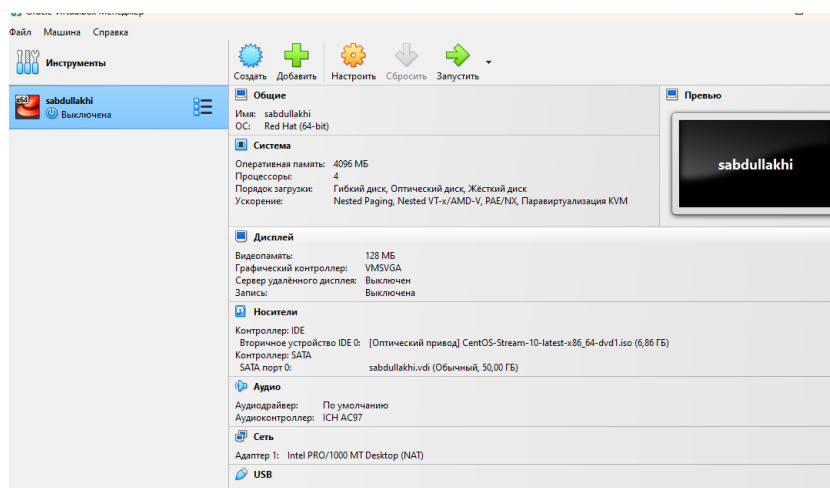 Oracle VirtualBox Менеджер
Файл Машина Справка
Инструменты
Создать Добавить Настроить Сбросить Запустить
x64 sabdullakhi
Выключена
Общие
Имя: sabdullakhi
ОС: Red Hat (64-bit)
Превью
sabdullakhi
Система
Оперативная память: 4096 МБ
Процессоры: 4
Порядок загрузки: Гибкий диск, Оптический диск, Жёсткий диск
Ускорение: Nested Paging, Nested VT-x/AMD-V, PAE/NX, Паравиртуализация KVM
Дисплей
Видеопамять: 128 МБ
Графический контроллер: VMSVGA
Сервер удалённого дисплея: Выключен
Запись: Выключена
Носители
Контроллер: IDE
Вторичное устройство IDE 0: [Оптический привод] CentOS-Stream-10-latest-x86_64-dvd1.iso (6,86 ГБ)
Контроллер: SATA
SATA порт 0: sabdullakhi.vdi (Обычный, 50,00 ГБ)
Аудио
Аудиодрайвер: По умолчанию
Аудиоконтроллер: ICH AC97
Сеть
Адаптер 1: Intel PRO/1000 MT Desktop (NAT)
USB